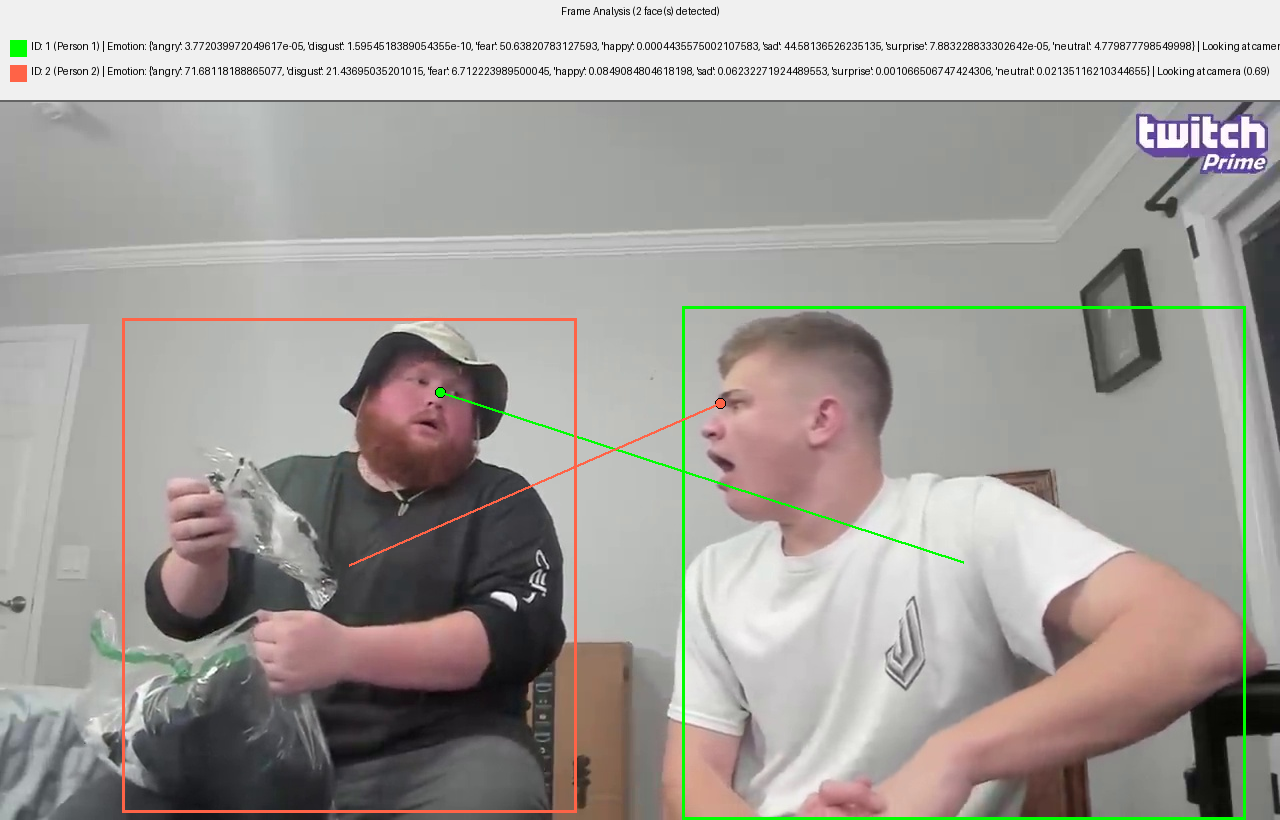 Frame Analysis (2 face(s) detected)
ID: 1 (Person 1) | Emotion: {'angry': 3.772039972049617e-05, 'disgust': 1.5954518389054355e-10, 'fear': 50.63820783127593, 'happy': 0.0004435575002107583, 'sad': 44.58136526235135, 'surprise': 7.883228833302642e-05, 'neutral': 4.779877798549998} | Looking at camer
ID: 2 (Person 2) | Emotion: {'angry': 71.68118188865077, 'disgust': 21.43695035201015, 'fear': 6.712223989500045, 'happy': 0.0849084804618198, 'sad': 0.06232271924489553, 'surprise': 0.001066506747424306, 'neutral': 0.02135116210344655} | Looking at camera (0.69)
twitch
Prime